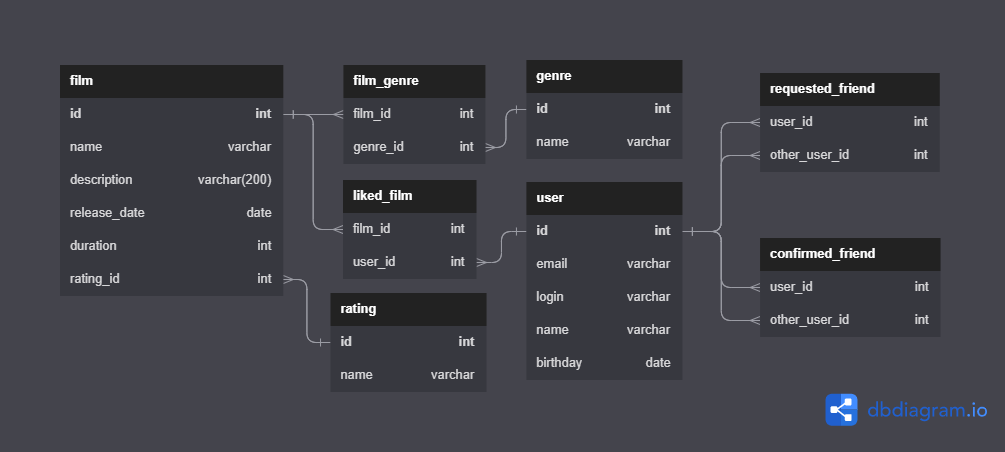 film
id int
name varchar
description varchar(200)
release_date date
duration int
rating_id int
film_genre
film_id int
genre_id int
liked_film
film_id int
user_id int
rating
id int
name varchar
genre
id int
name varchar
user
id int
email varchar
login varchar
name varchar
birthday date
requested_friend
user_id int
other_user_id int
confirmed_friend
user_id int
other_user_id int
dbdiagram.io